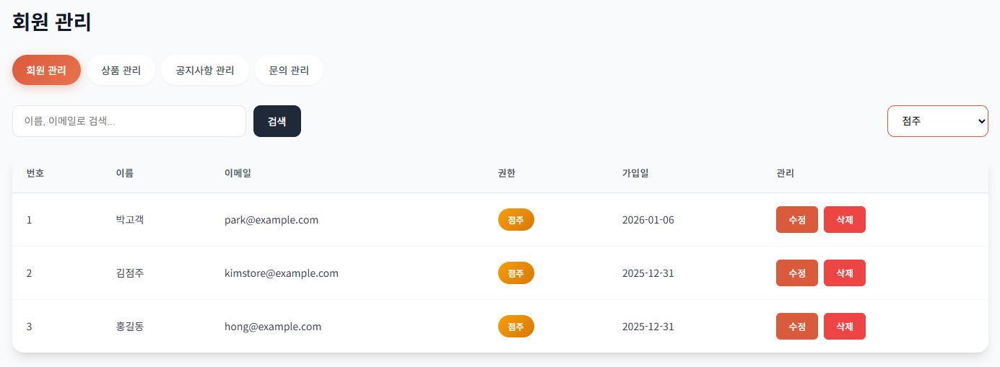 회원 관리
회원 관리 상품 관리 공지사항 관리 문의 관리
이름, 이메일로 검색... 검색 점주
번호 이름 이메일 권한 가입일 관리
1 박고객 park@example.com 점주 2026-01-06 수정 삭제
2 김점주 kimstore@example.com 점주 2025-12-31 수정 삭제
3 홍길동 hong@example.com 점주 2025-12-31 수정 삭제